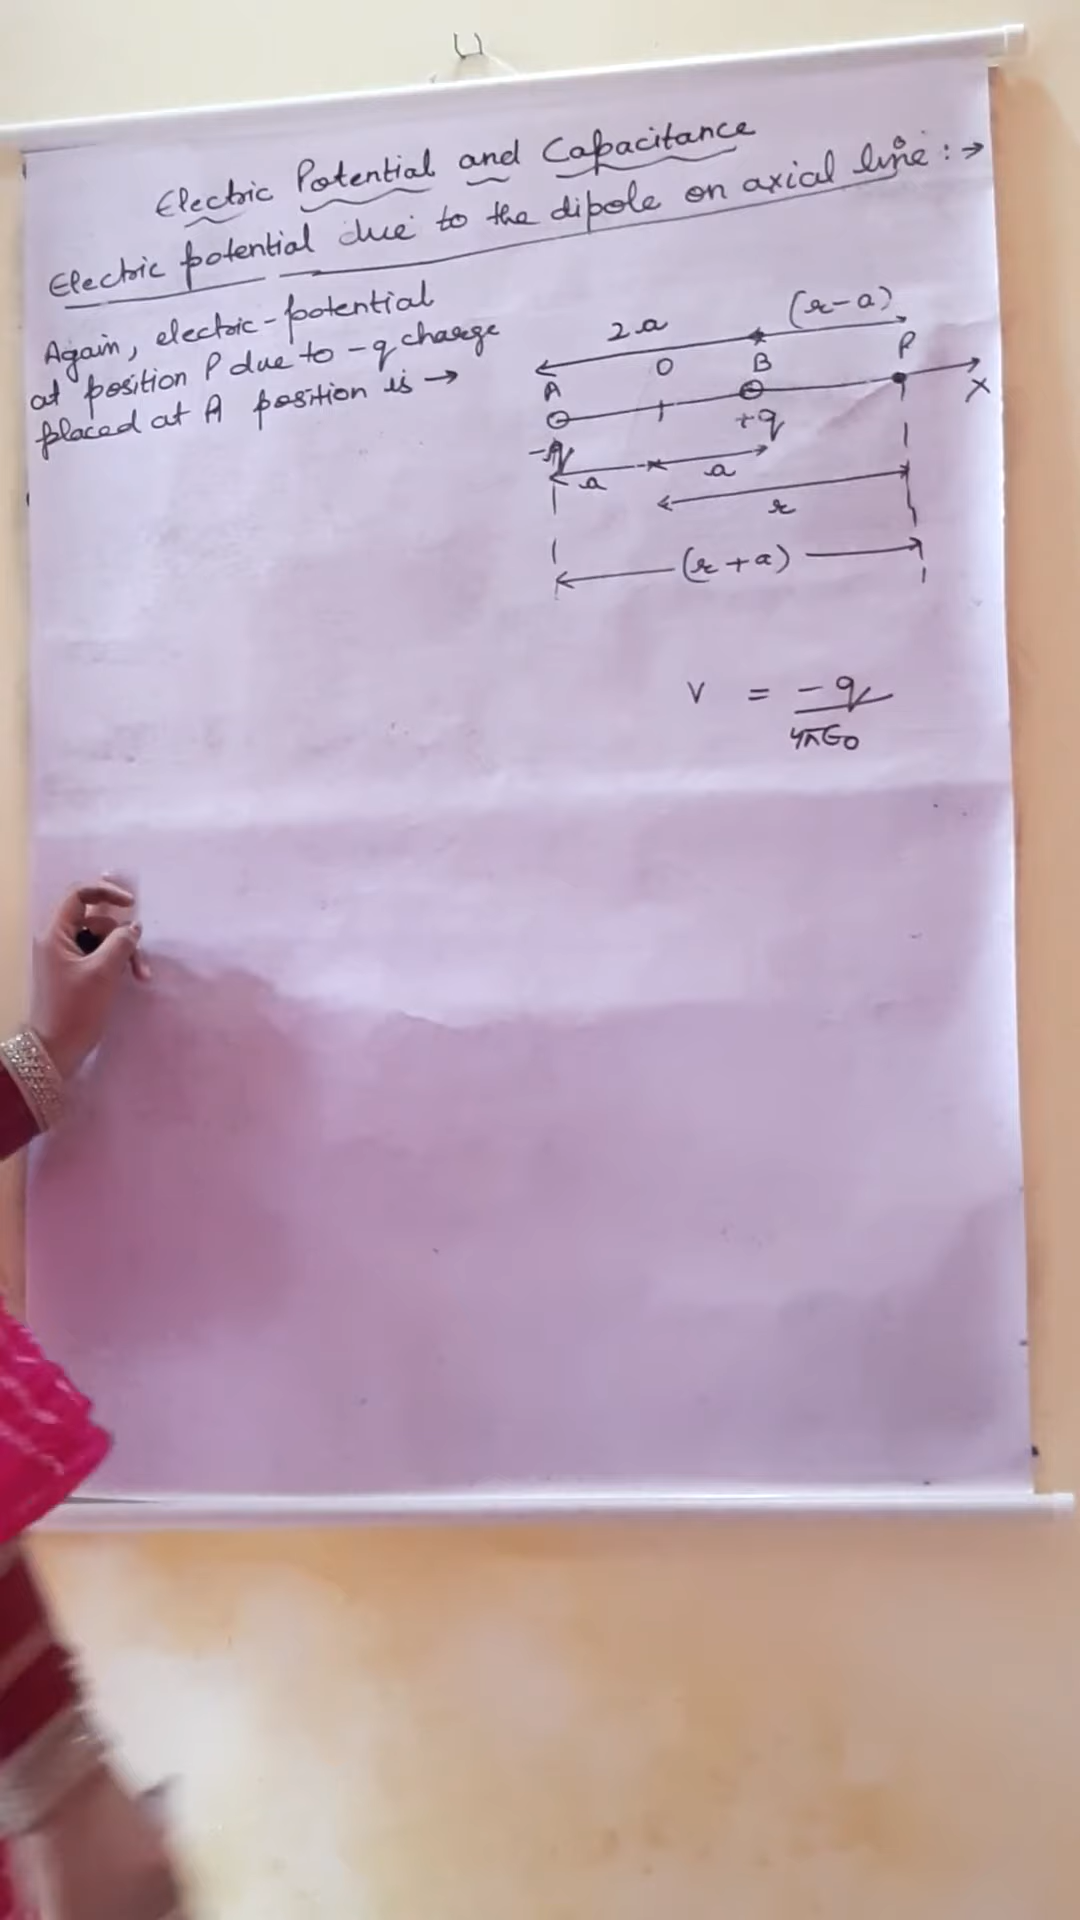 Electric Potential and Capacitance
Electric potential due to the dipole on axial line :→
Again, electric-potential
at position P due to -q charge
placed at A position is →
2a
(r-a)
A
O
B
P
X
-q
+q
a
a
r
(r+a)
V = -q
4πϵ0